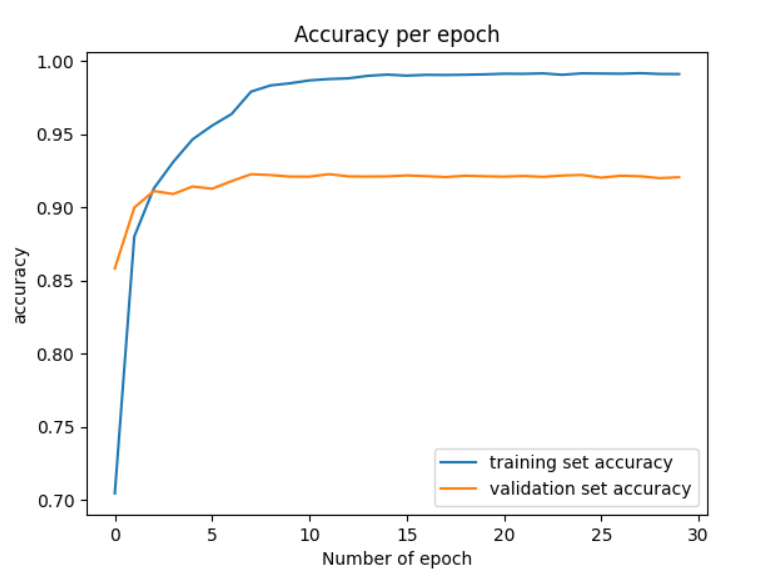 Accuracy per epoch
1.00
0.95
0.90
0.85
0.80
0.75
0.70
accuracy
training set accuracy
validation set accuracy
0 5 10 15 20 25 30
Number of epoch